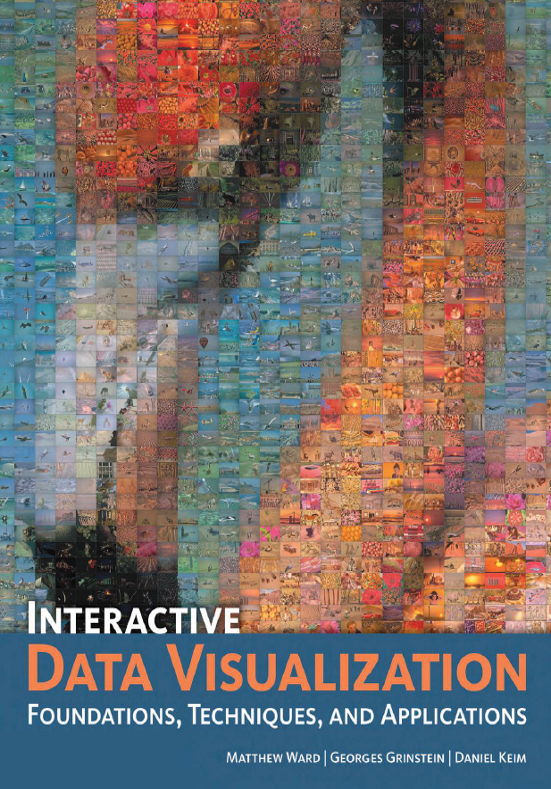 INTERACTIVE
DATA VISUALIZATION
FOUNDATIONS, TECHNIQUES, AND APPLICATIONS
MATTHEW WARD | GEORGES GRINSTEIN | DANIEL KEIM